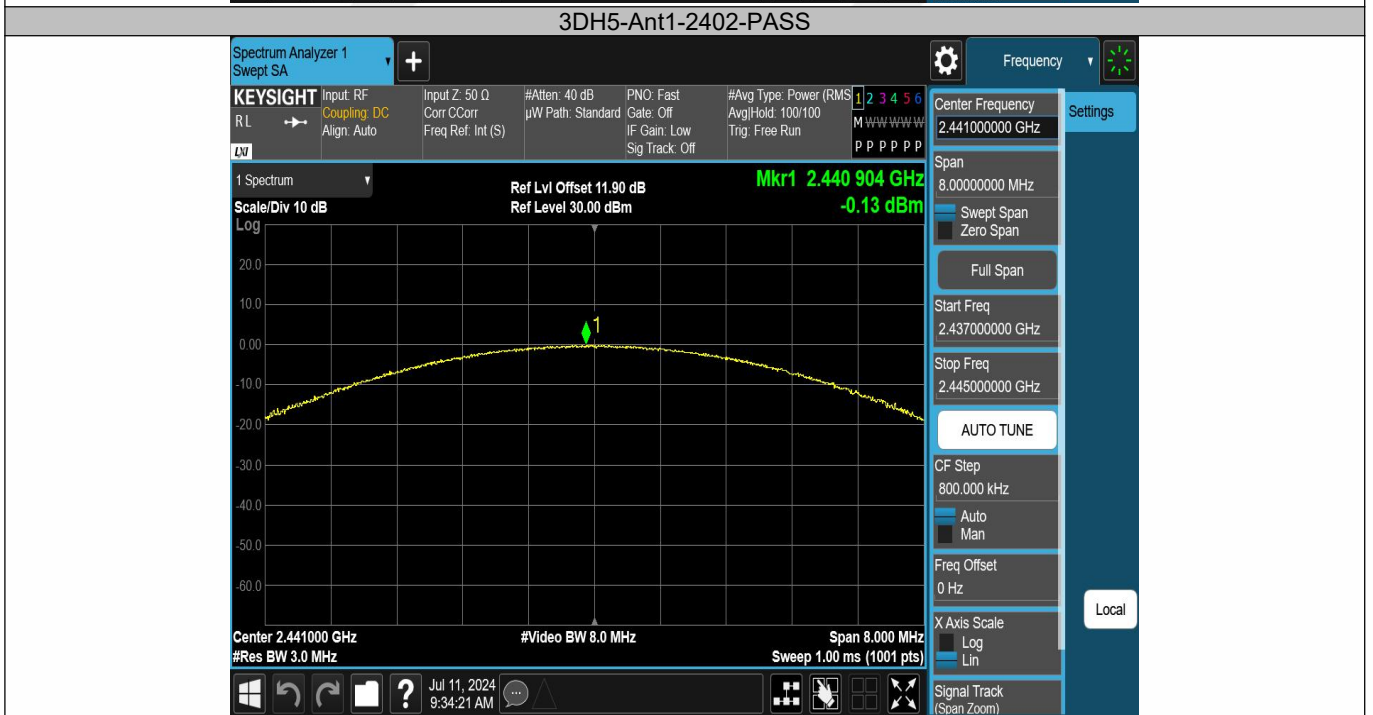 3DH5-Ant1-2402-PASS
Spectrum Analyzer 1
Swept SA
Frequency
KEYSIGHT
R L
LXI
Input: RF
Coupling: DC
Align: Auto
Input Z: 50 Ω
Corr CCorr
Freq Ref: Int (S)
#Atten: 40 dB
µW Path: Standard
PNO: Fast
Gate: Off
IF Gain: Low
Sig Track: Off
#Avg Type: Power (RMS
Avg|Hold: 100/100
Trig: Free Run
1 2 3 4 5 6
M W W W W W
P P P P P P
1 Spectrum
Scale/Div 10 dB
Log
Ref Lvl Offset 11.90 dB
Ref Level 30.00 dBm
Mkr1 2.440 904 GHz
-0.13 dBm
20.0
10.0
0.00
-10.0
-20.0
-30.0
-40.0
-50.0
-60.0
1
Center 2.441000 GHz
#Res BW 3.0 MHz
#Video BW 8.0 MHz
Span 8.000 MHz
Sweep 1.00 ms (1001 pts)
Center Frequency
2.441000000 GHz
Settings
Span
8.00000000 MHz
Swept Span
Zero Span
Full Span
Start Freq
2.437000000 GHz
Stop Freq
2.445000000 GHz
AUTO TUNE
CF Step
800.000 kHz
Auto
Man
Freq Offset
0 Hz
Local
X Axis Scale
Log
Lin
Signal Track
(Span Zoom)
?
Jul 11, 2024
9:34:21 AM